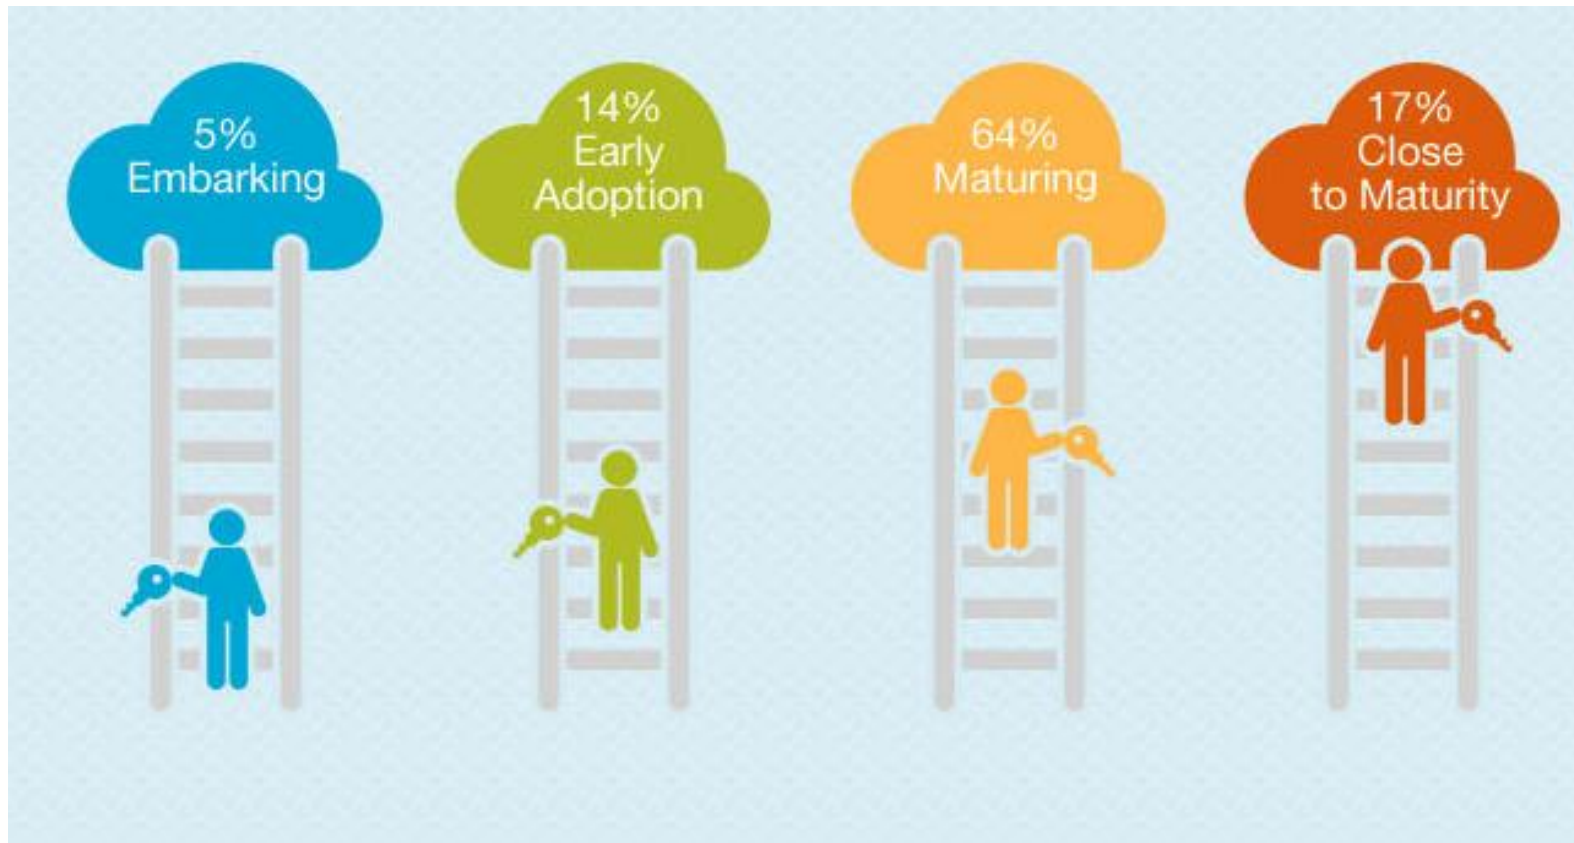 5%
Embarking
14%
Early
Adoption
64%
Maturing
17%
Close
to Maturity